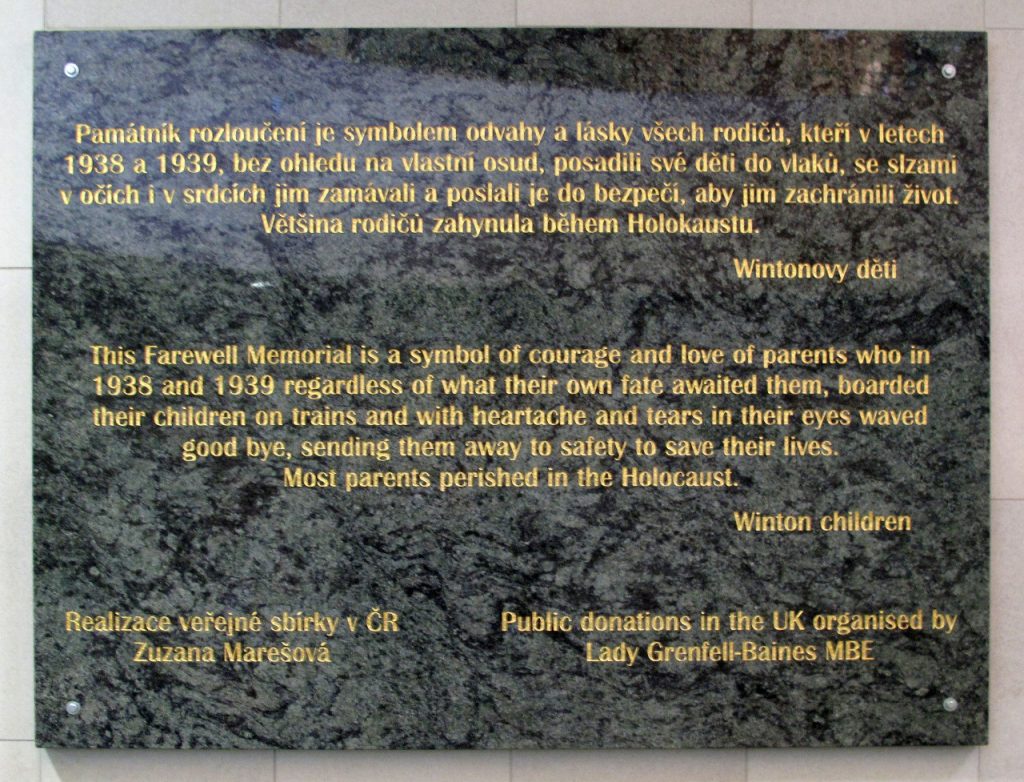 Památník rozloučení je symbolem odvahy a lásky všech rodičů, kteří v letech
1938 a 1939, bez ohledu na vlastní osud, posadili své děti do vlaků, se slzami
v očích i v srdcích jim zamávali a poslali je do bezpečí, aby jim zachránili život.
Většina rodičů zahynula během Holokaustu.
Wintonovy děti
This Farewell Memorial is a symbol of courage and love of parents who in
1938 and 1939 regardless of what their own fate awaited them, boarded
their children on trains and with heartache and tears in their eyes waved
good bye, sending them away to safety to save their lives.
Most parents perished in the Holocaust.
Winton children
Realizace veřejné sbírky v ČR
Zuzana Marešová
Public donations in the UK organised by
Lady Grenfell-Baines MBE